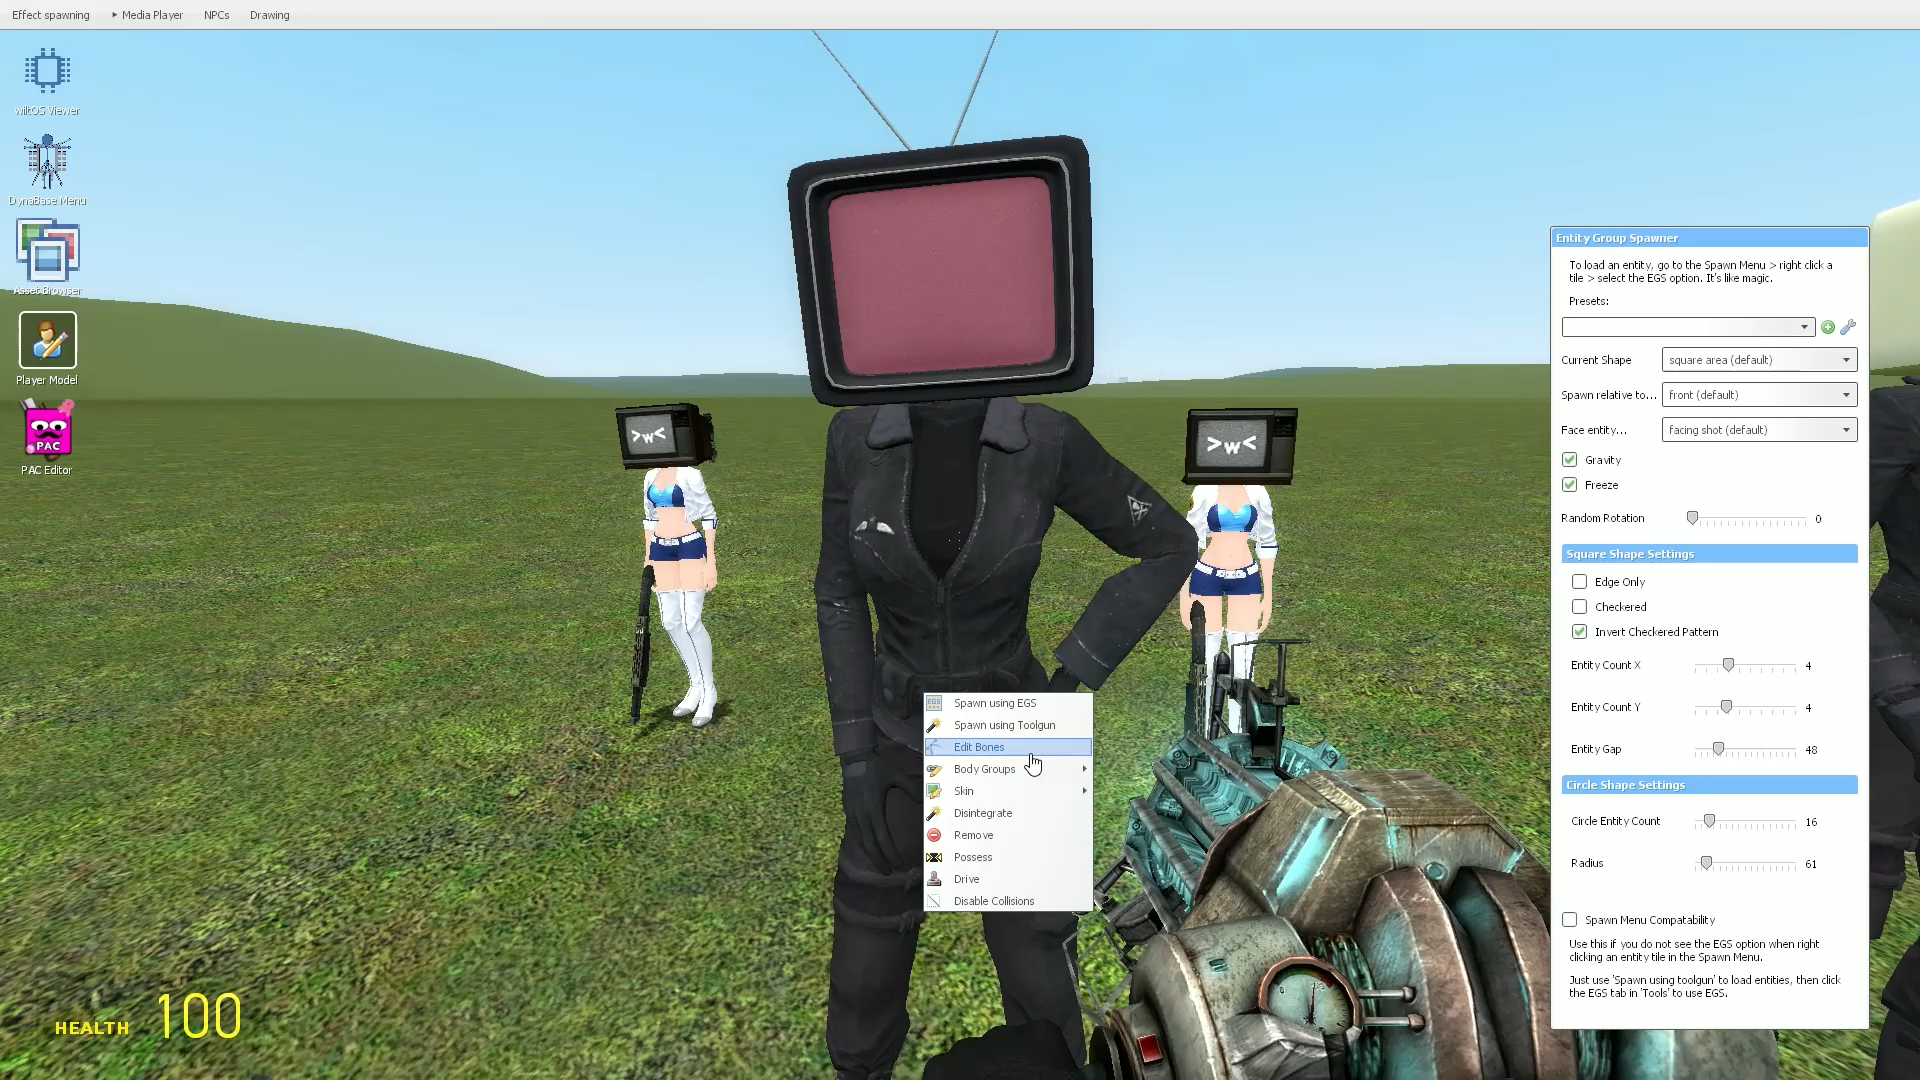 Effect spawning
Media Player
NPCs
Drawing
wiltOS Viewer
DynaBase Menu
Asset Browser
Player Model
PAC
PAC Editor
>w<
>w<
EGS
Spawn using EGS
Spawn using Toolgun
Edit Bones
Body Groups
Skin
Disintegrate
Remove
Possess
Drive
Disable Collisions
Entity Group Spawner
To load an entity, go to the Spawn Menu > right click a
tile > select the EGS option. It's like magic.
Presets:
Current Shape square area (default)
Spawn relative to... front (default)
Face entity... facing shot (default)
Gravity
Freeze
Random Rotation 0
Square Shape Settings
Edge Only
Checkered
Invert Checkered Pattern
Entity Count X 4
Entity Count Y 4
Entity Gap 48
Circle Shape Settings
Circle Entity Count 16
Radius 61
Spawn Menu Compatability
Use this if you do not see the EGS option when right
clicking an entity tile in the Spawn Menu.
Just use 'Spawn using toolgun' to load entities, then click
the EGS tab in 'Tools' to use EGS.
HEALTH 100